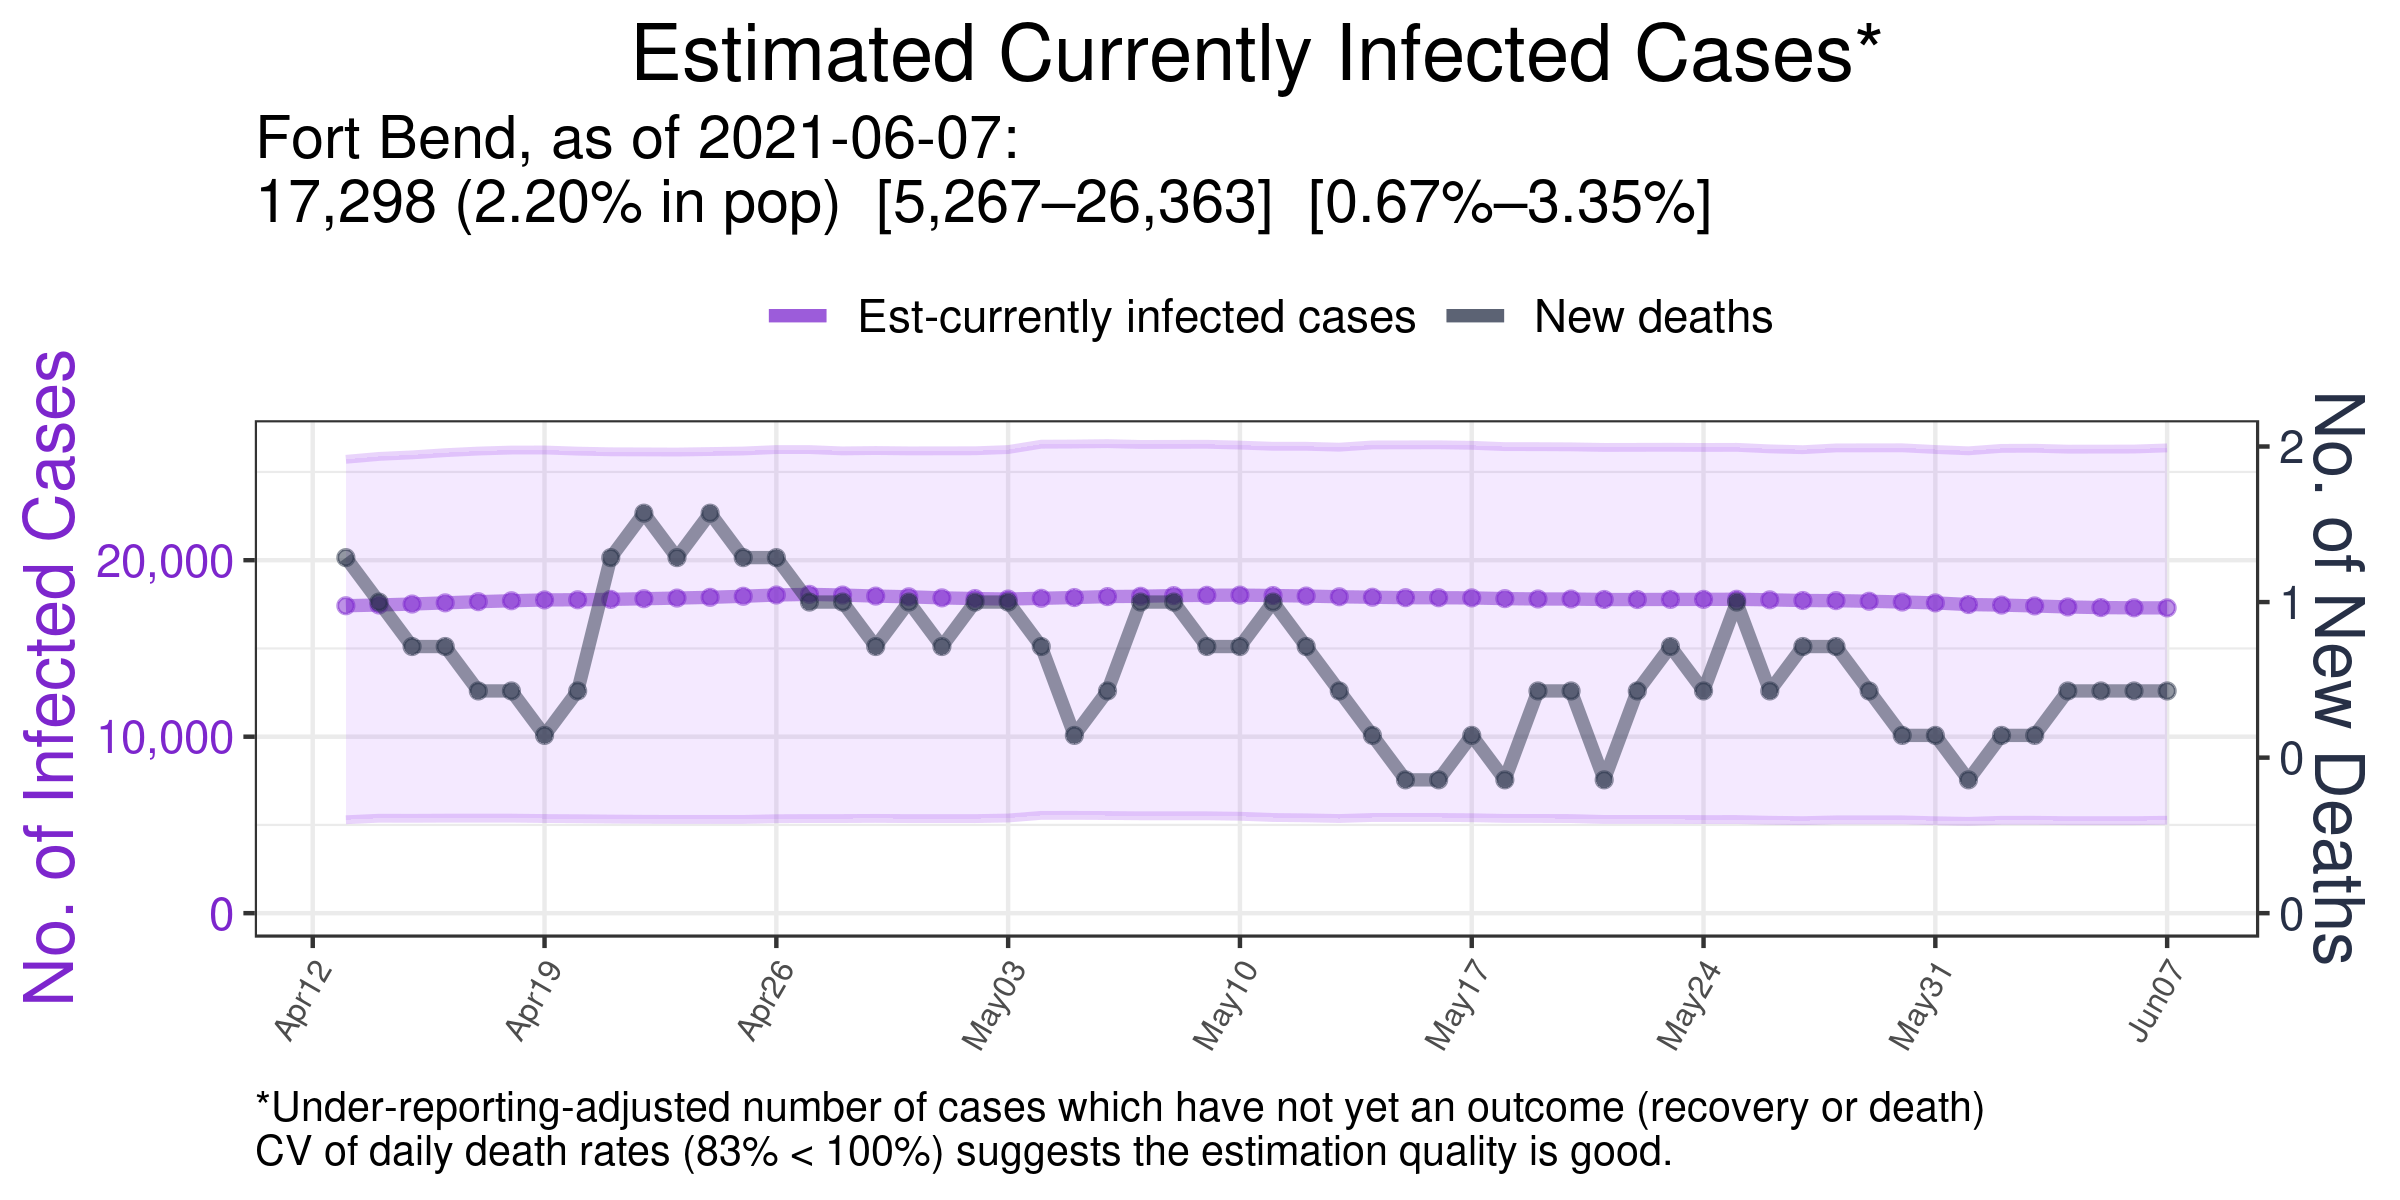 Estimated Currently Infected Cases*
Fort Bend, as of 2021-06-07:
17,298 (2.20% in pop)  [5,267–26,363]  [0.67%–3.35%]
Est-currently infected cases
New deaths
No. of Infected Cases
20,000
10,000
0
2
1
0
0
No. of New Deaths
Apr12
Apr19
Apr26
May03
May10
May17
May24
May31
Jun07
*Under-reporting-adjusted number of cases which have not yet an outcome (recovery or death)
CV of daily death rates (83% < 100%) suggests the estimation quality is good.